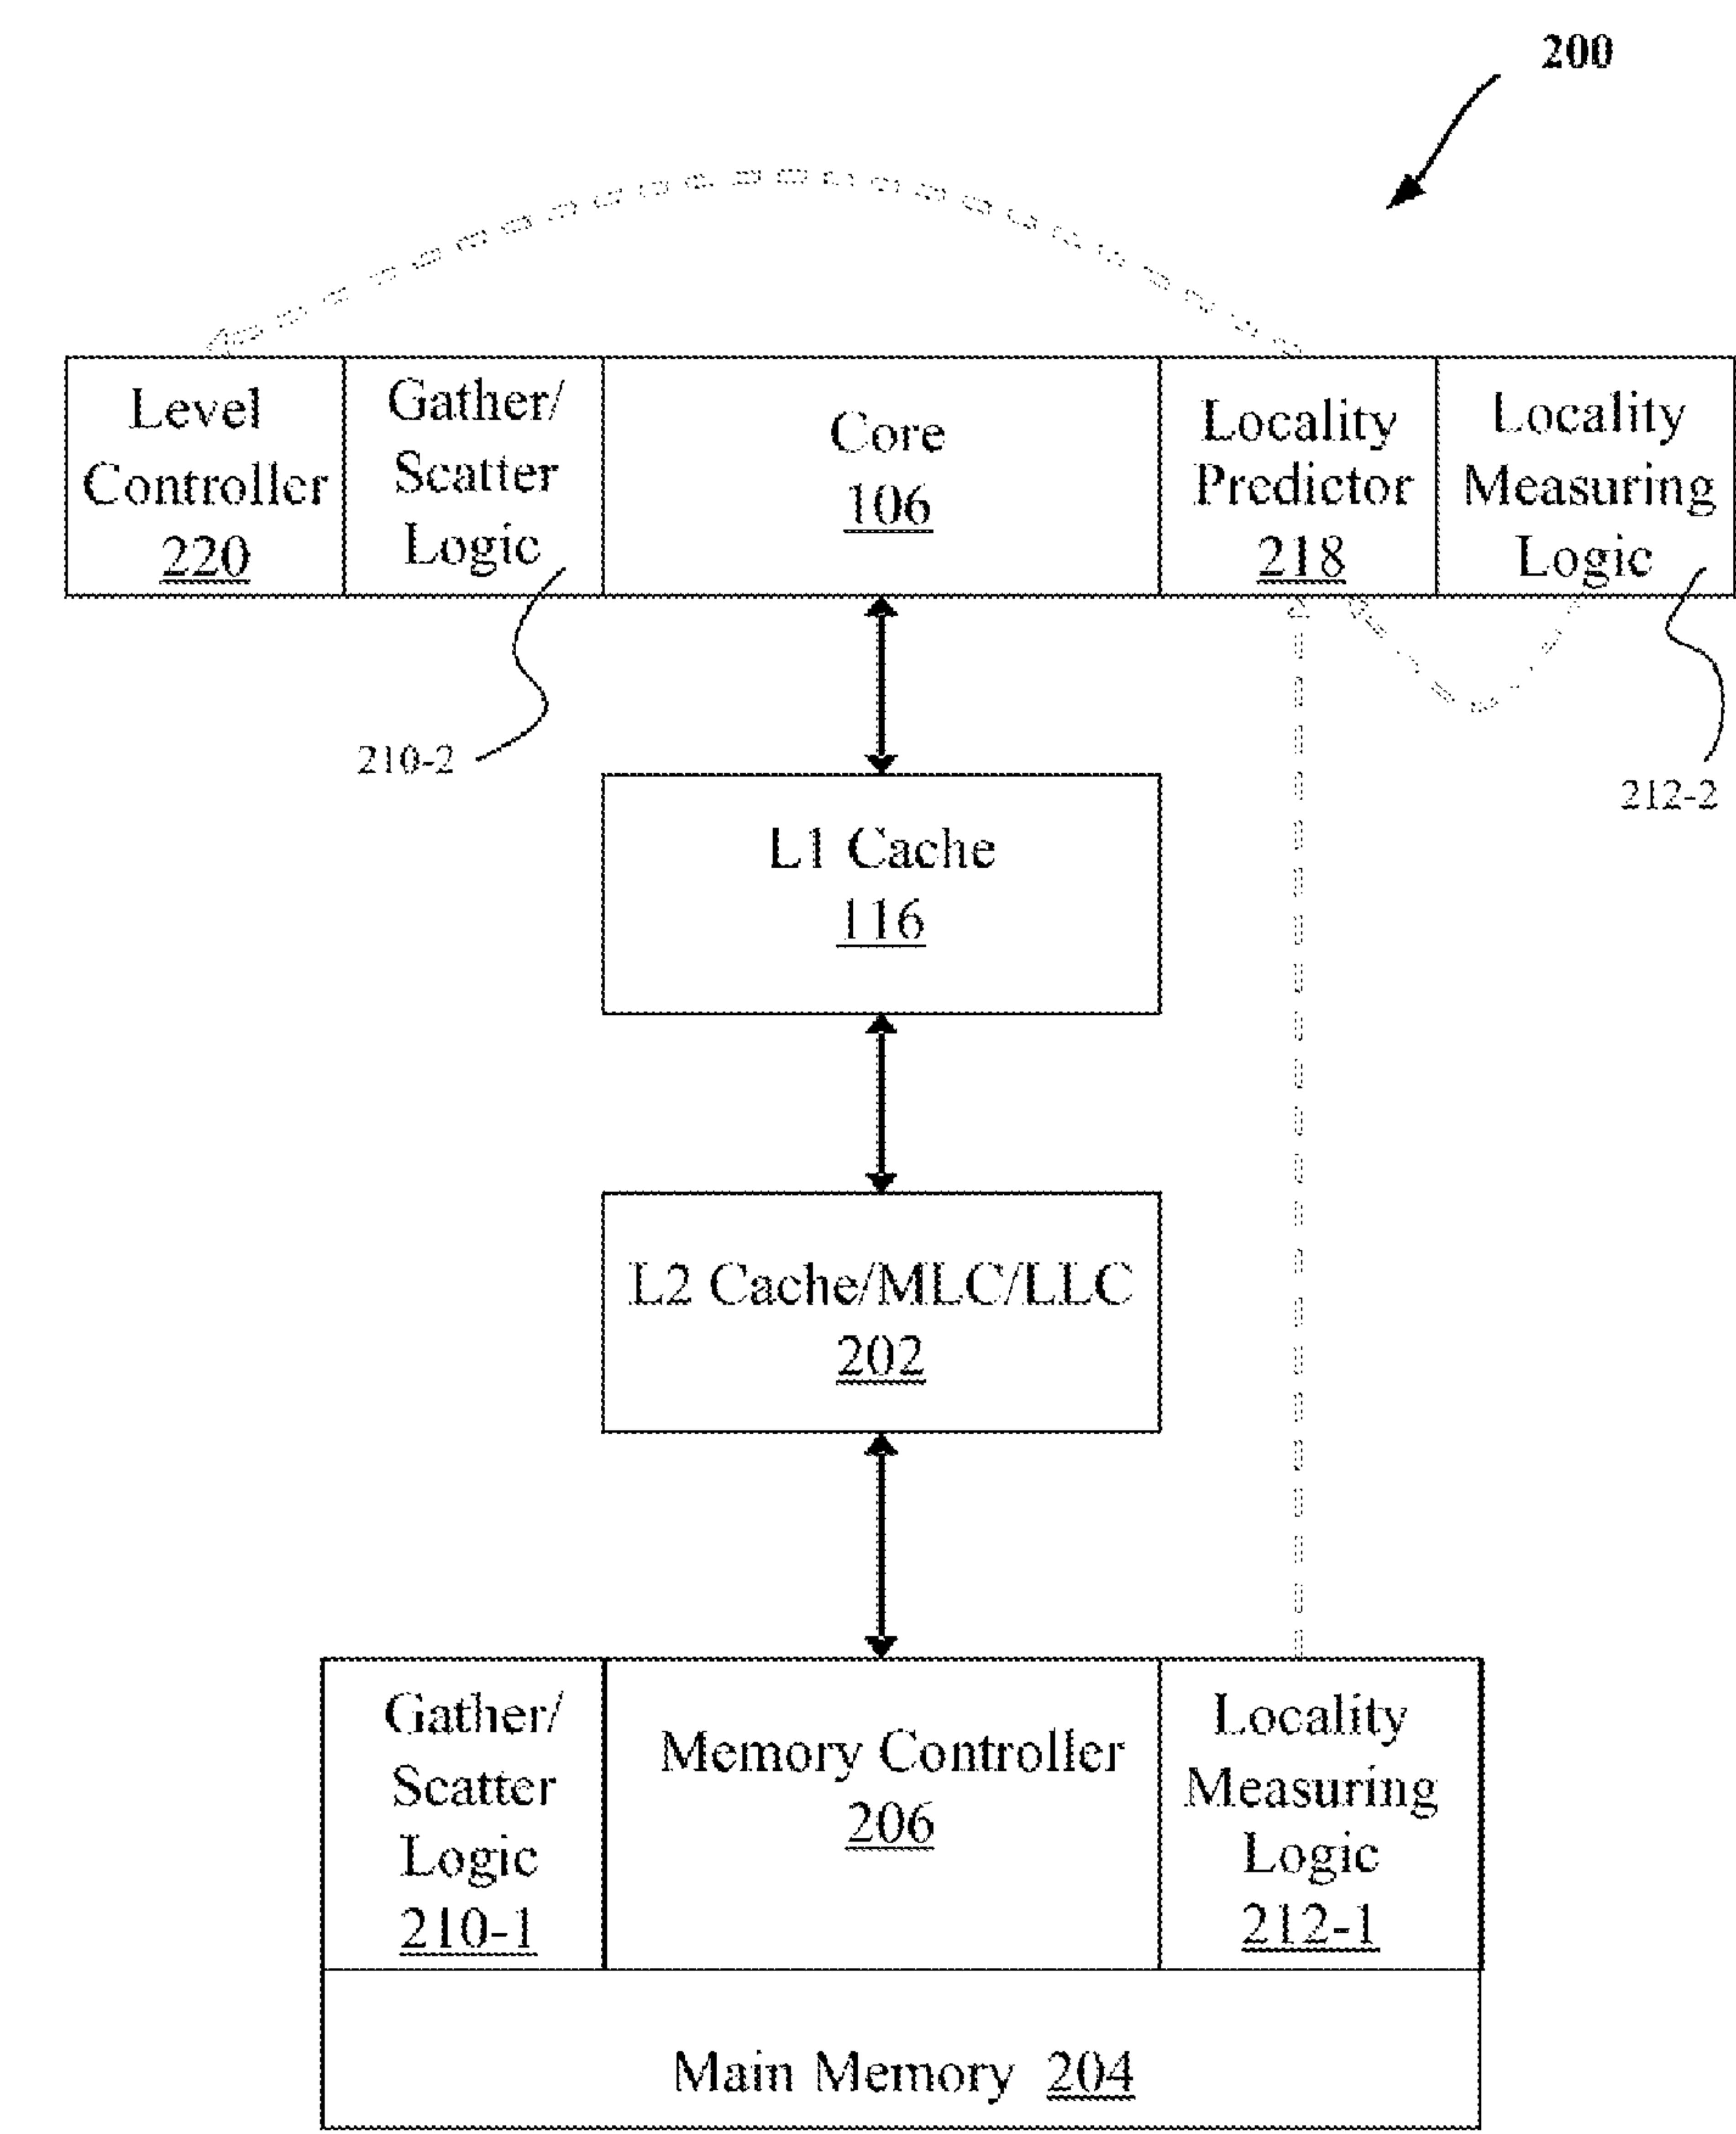 200
Level
Controller
220
Gather/
Scatter
Logic
Core
106
Locality
Predictor
218
Locality
Measuring
Logic
210-2
212-2
L1 Cache
116
L2 Cache/MLC/LLC
202
Gather/
Scatter
Logic
210-1
Memory Controller
206
Locality
Measuring
Logic
212-1
Main Memory 204